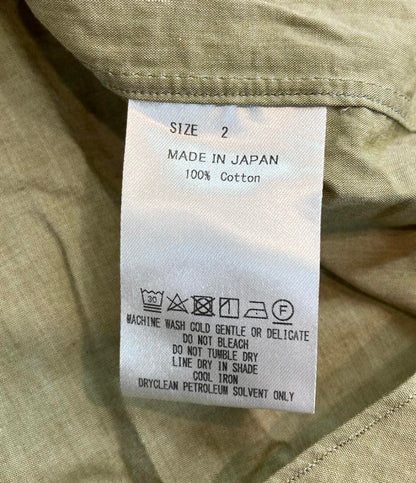 SIZE 2
MADE IN JAPAN
100% Cotton
30 F
MACHINE WASH COLD GENTLE OR DELICATE
DO NOT BLEACH
DO NOT TUMBLE DRY
LINE DRY IN SHADE
COOL IRON
DRYCLEAN PETROLEUM SOLVENT ONLY